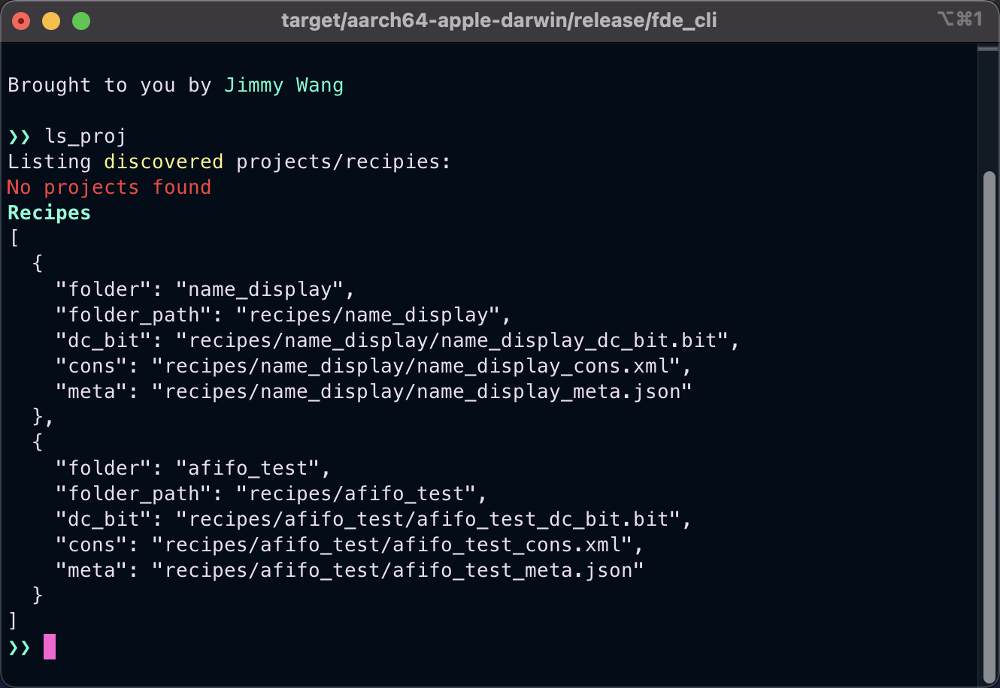 target/aarch64-apple-darwin/release/fde_cli
⌥⌘1
Brought to you by Jimmy Wang
❯❯ ls_proj
Listing discovered projects/recipies:
No projects found
Recipes
[
  {
    "folder": "name_display",
    "folder_path": "recipes/name_display",
    "dc_bit": "recipes/name_display/name_display_dc_bit.bit",
    "cons": "recipes/name_display/name_display_cons.xml",
    "meta": "recipes/name_display/name_display_meta.json"
  },
  {
    "folder": "afifo_test",
    "folder_path": "recipes/afifo_test",
    "dc_bit": "recipes/afifo_test/afifo_test_dc_bit.bit",
    "cons": "recipes/afifo_test/afifo_test_cons.xml",
    "meta": "recipes/afifo_test/afifo_test_meta.json"
  }
]
❯❯